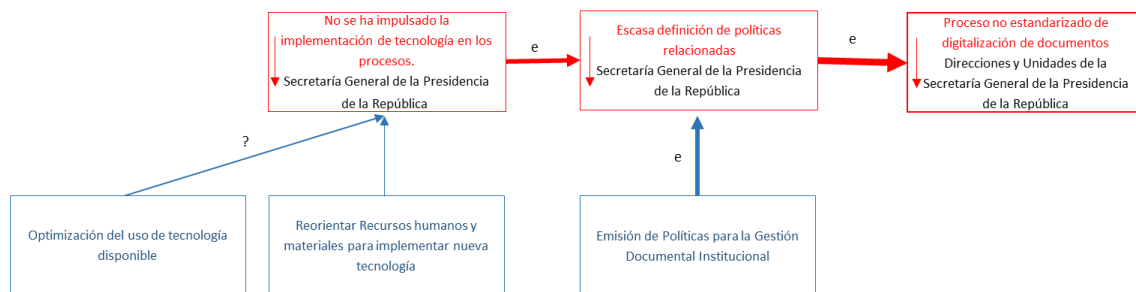 No se ha impulsado la
implementación de tecnología en los
procesos.
Secretaría General de la Presidencia
de la República
e
Escasa definición de políticas
relacionadas
Secretaría General de la Presidencia
de la República
e
Proceso no estandarizado de
digitalización de documentos
Direcciones y Unidades de la
Secretaría General de la Presidencia
de la República
?
e
Optimización del uso de tecnología
disponible
Reorientar Recursos humanos y
materiales para implementar nueva
tecnología
Emisión de Políticas para la Gestión
Documental Institucional